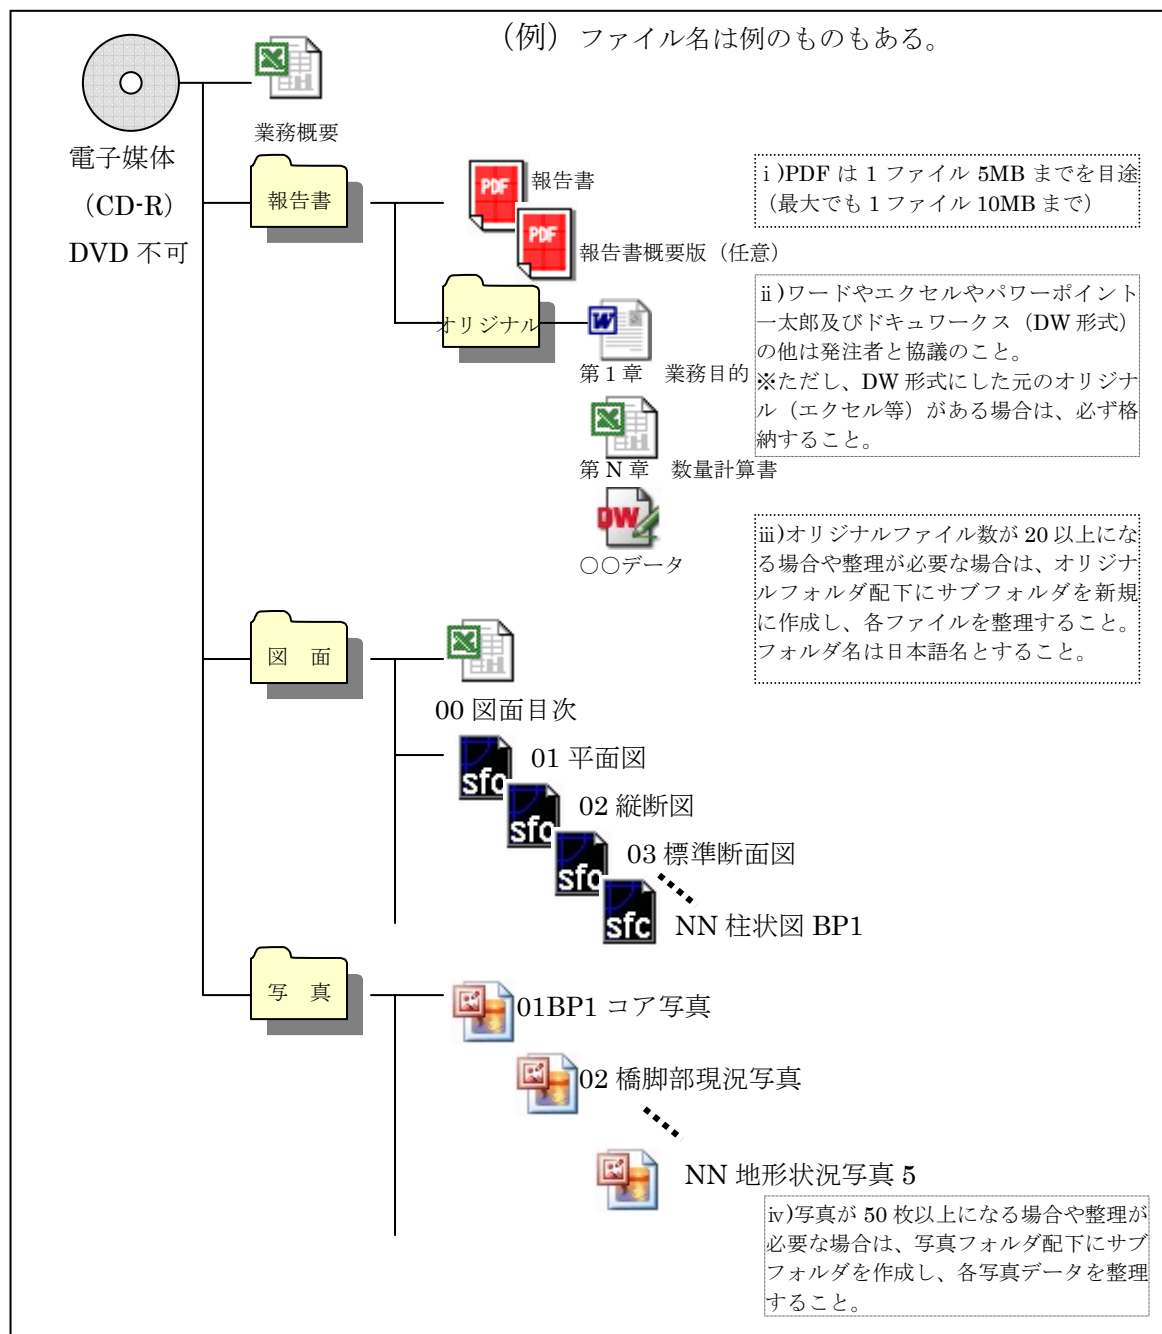 （例）ファイル名は例のものもある。
業務概要
電子媒体
（CD-R）
DVD 不可
報告書
PDF
報告書
PDF
報告書概要版（任意）
ⅰ)PDF は 1 ファイル 5MB までを目途
（最大でも 1 ファイル 10MB まで）
オリジナル
W
第１章　業務目的
第 N 章　数量計算書
DW
○○データ
ⅱ)ワードやエクセルやパワーポイント
一太郎及びドキュワークス（DW 形式）
の他は発注者と協議のこと。
※ただし、DW 形式にした元のオリジナ
ル（エクセル等）がある場合は、必ず格
納すること。
ⅲ)オリジナルファイル数が 20 以上にな
る場合や整理が必要な場合は、オリジナ
ルフォルダ配下にサブフォルダを新規
に作成し、各ファイルを整理すること。
フォルダ名は日本語名とすること。
図　面
00 図面目次
sfc
01 平面図
sfc
02 縦断図
sfc
03 標準断面図
sfc
NN 柱状図 BP1
写　真
01BP1 コア写真
02 橋脚部現況写真
NN 地形状況写真 5
ⅳ)写真が 50 枚以上になる場合や整理が
必要な場合は、写真フォルダ配下にサブ
フォルダを作成し、各写真データを整理
すること。